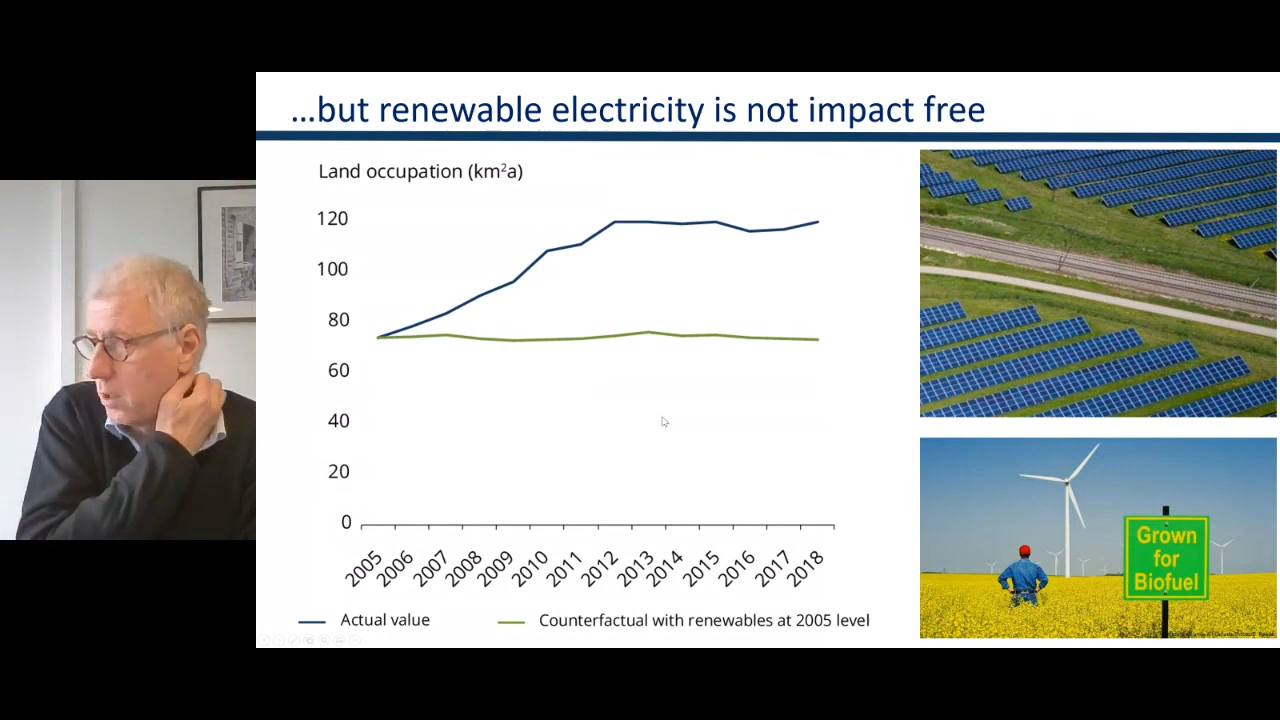 ...but renewable electricity is not impact free
Land occupation (km²a)
120
100
80
60
40
20
0
2005 2006 2007 2008 2009 2010 2011 2012 2013 2014 2015 2016 2017 2018
Actual value
Counterfactual with renewables at 2005 level
Grown
for
Biofuel